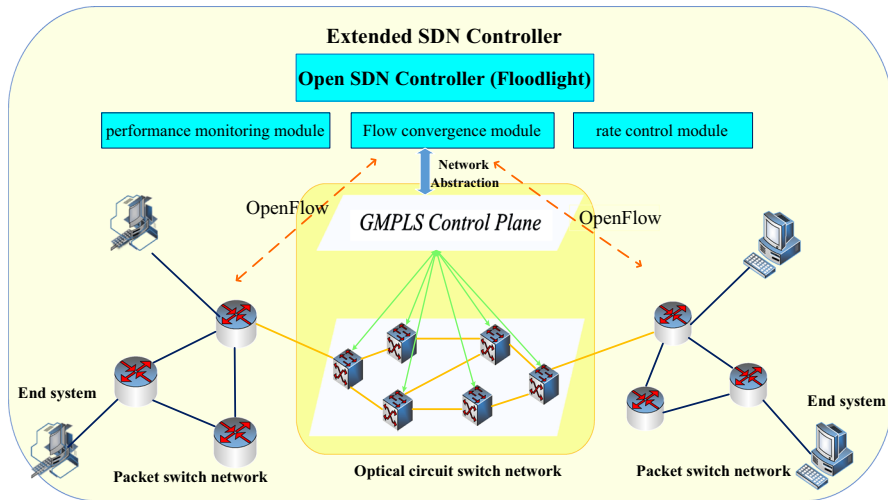 Extended SDN Controller
Open SDN Controller (Floodlight)
performance monitoring module
Flow convergence module
rate control module
Network
Abstraction
OpenFlow
OpenFlow
GMPLS Control Plane
End system
End system
Packet switch network
Optical circuit switch network
Packet switch network